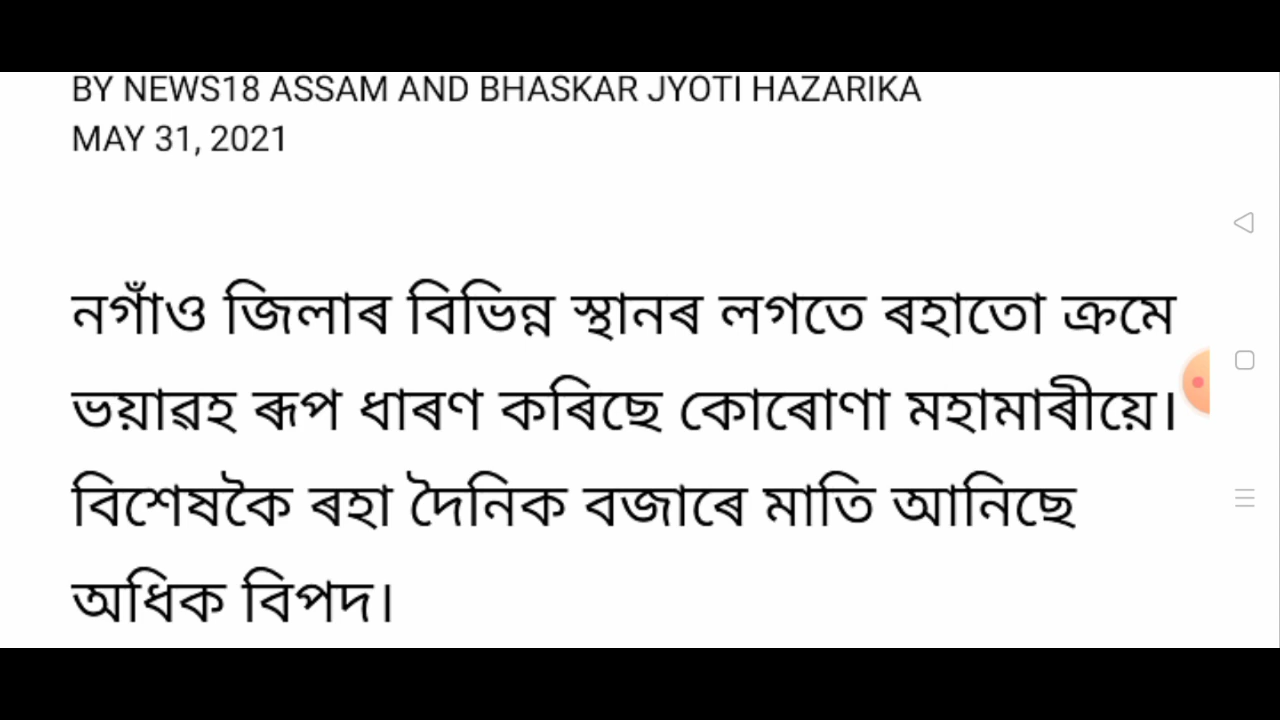 BY NEWS18 ASSAM AND BHASKAR JYOTI HAZARIKA
MAY 31, 2021
নগাঁও জিলাৰ বিভিন্ন স্থানৰ লগতে ৰহাতো ক্ৰমে
ভয়াৱহ ৰূপ ধাৰণ কৰিছে কোৰোণা মহামাৰীয়ে।
বিশেষকৈ ৰহা দৈনিক বজাৰে মাতি আনিছে
অধিক বিপদ।